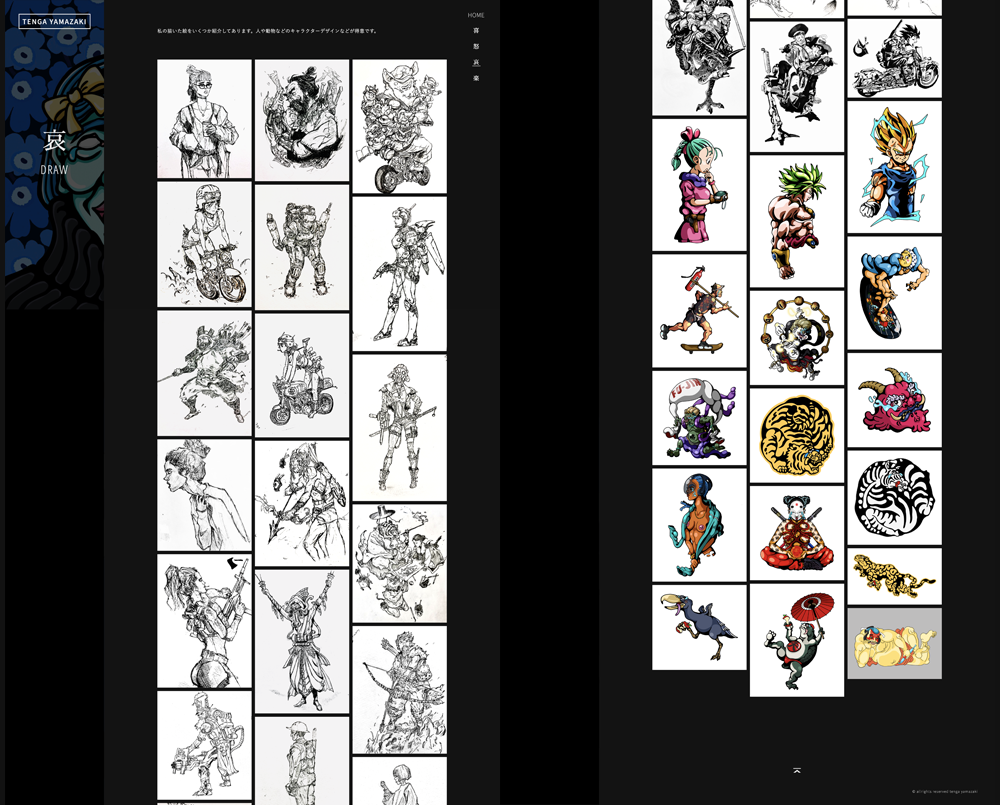 TENGA YAMAZAKI
HOME
私の描いた絵をいくつか紹介してあります。人や動物などのキャラクターデザインなどが得意です。
喜
怒
哀
楽
哀
DRAW
FU-JIN
© all rights reserved tenga yamazaki